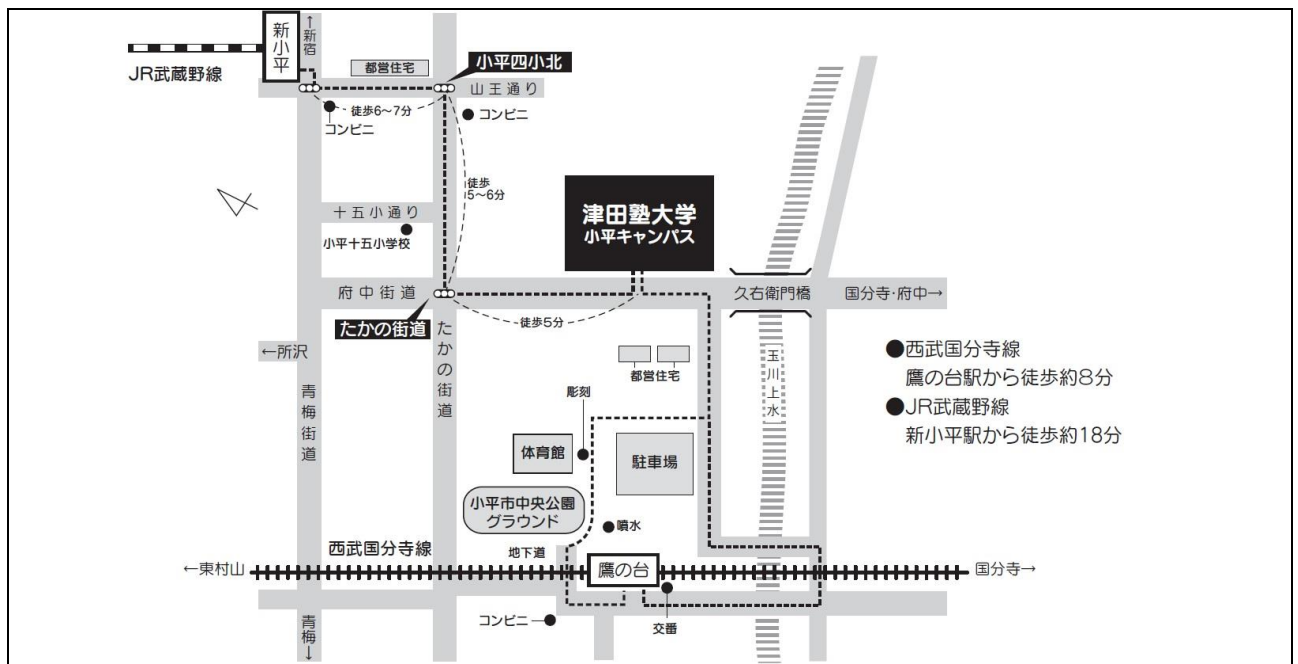 新小平
↑新宿
JR武蔵野線
都営住宅
小平四小北
山王通り
徒歩6～7分
コンビニ
コンビニ
徒歩
5～6分
十五小通り
小平十五小学校
津田塾大学
小平キャンパス
府中街道
久右衛門橋
国分寺・府中→
徒歩5分
たかの街道
たかの街道
←所沢
青梅街道
都営住宅
玉川上水
●西武国分寺線
鷹の台駅から徒歩約8分
●JR武蔵野線
新小平駅から徒歩約18分
彫刻
体育館
駐車場
小平市中央公園
グラウンド
噴水
西武国分寺線
地下道
←東村山
鷹の台
国分寺→
コンビニ
交番
青梅↓